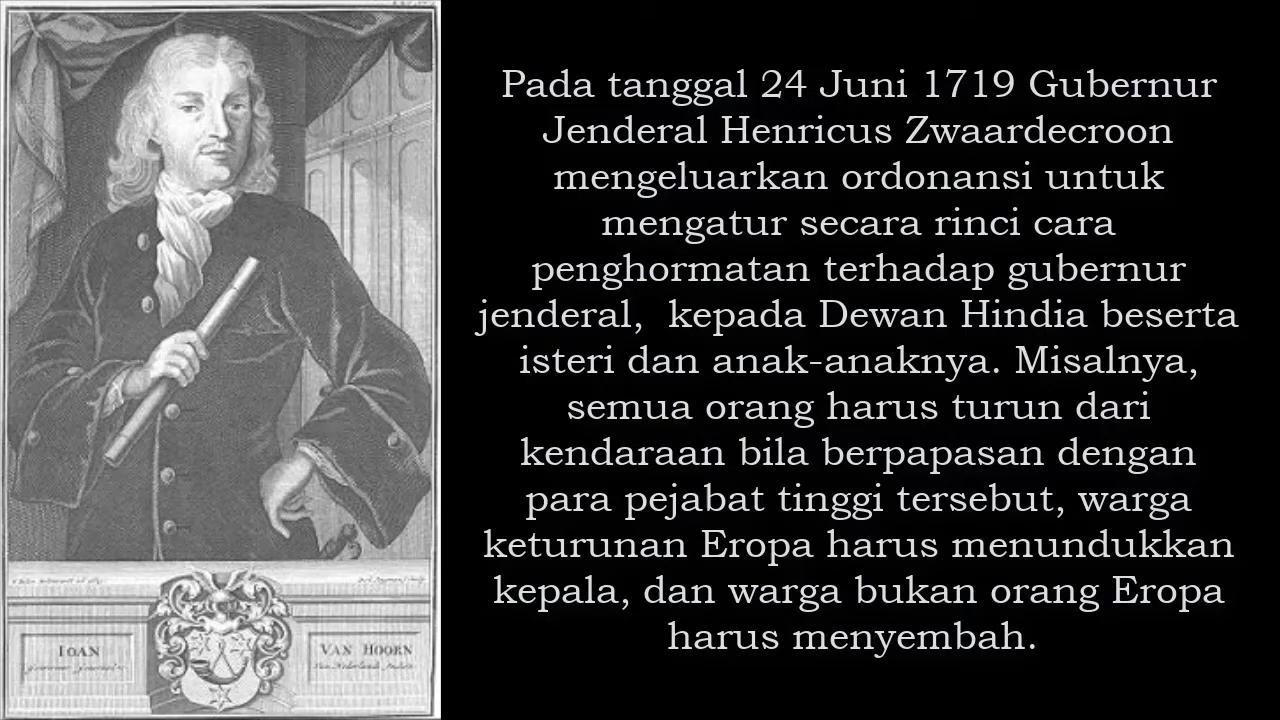 Pada tanggal 24 Juni 1719 Gubernur
Jenderal Henricus Zwaardecroon
mengeluarkan ordonansi untuk
mengatur secara rinci cara
penghormatan terhadap gubernur
jenderal, kepada Dewan Hindia beserta
isteri dan anak-anaknya. Misalnya,
semua orang harus turun dari
kendaraan bila berpapasan dengan
para pejabat tinggi tersebut, warga
keturunan Eropa harus menundukkan
kepala, dan warga bukan orang Eropa
harus menyembah.
IOAN
VAN HOORN